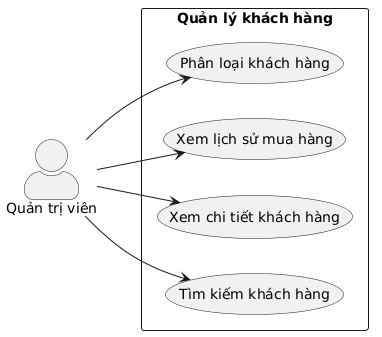 Quản lý khách hàng
Phân loại khách hàng
Xem lịch sử mua hàng
Quản trị viên
Xem chi tiết khách hàng
Tìm kiếm khách hàng